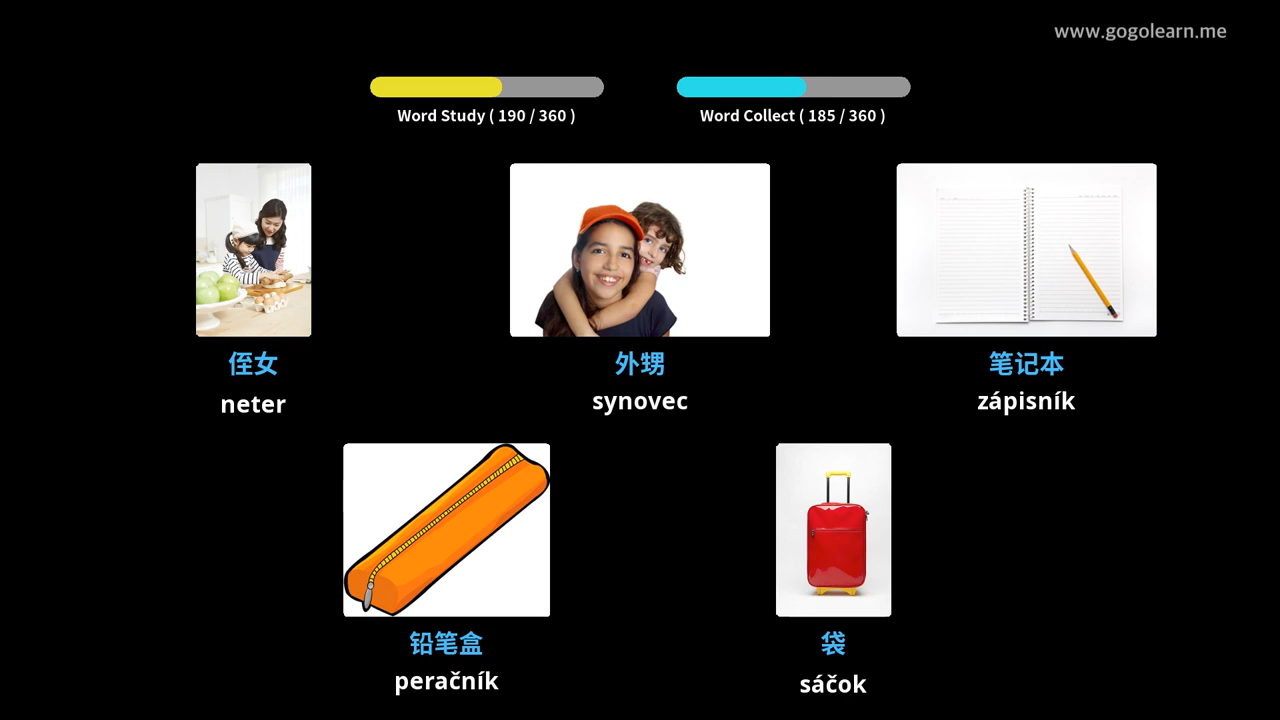 www.gogolearn.me
Word Study ( 190 / 360 )
Word Collect ( 185 / 360 )
侄女
neter
外甥
synovec
笔记本
zápisník
铅笔盒
peračník
袋
sáčok